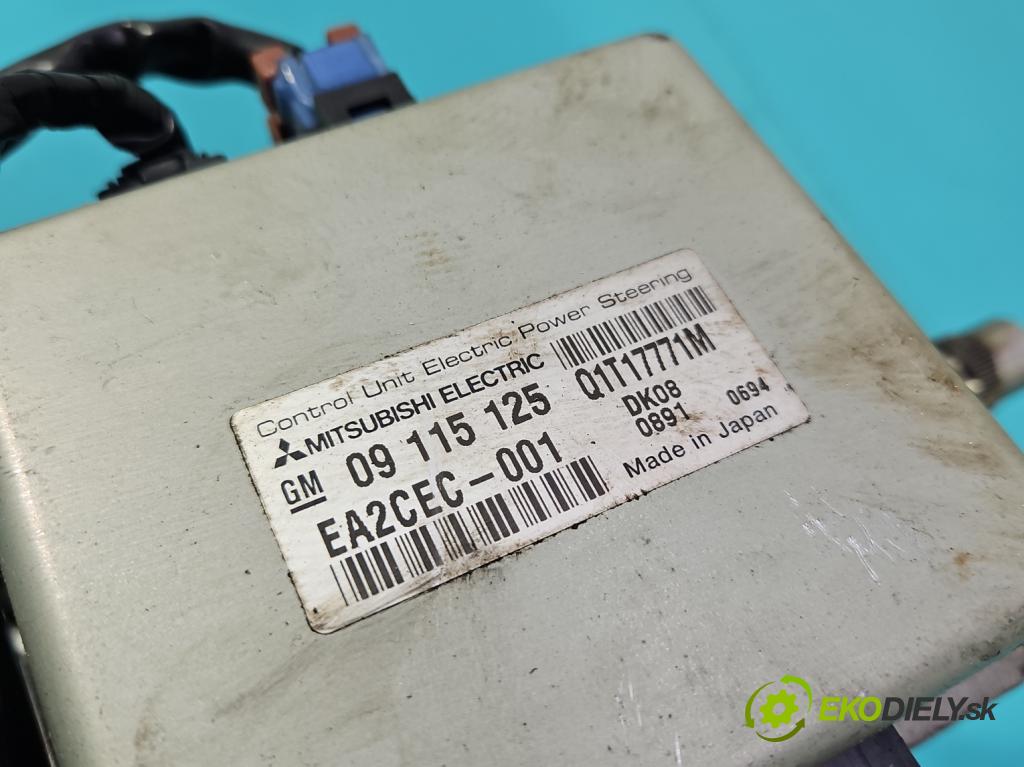 Control Unit Electric Power Steering
MITSUBISHI ELECTRIC
GM 09 115 125 Q1T17771M
EA2CEC-001 DK08
0891 0694
Made in Japan
EKODIELY.sk